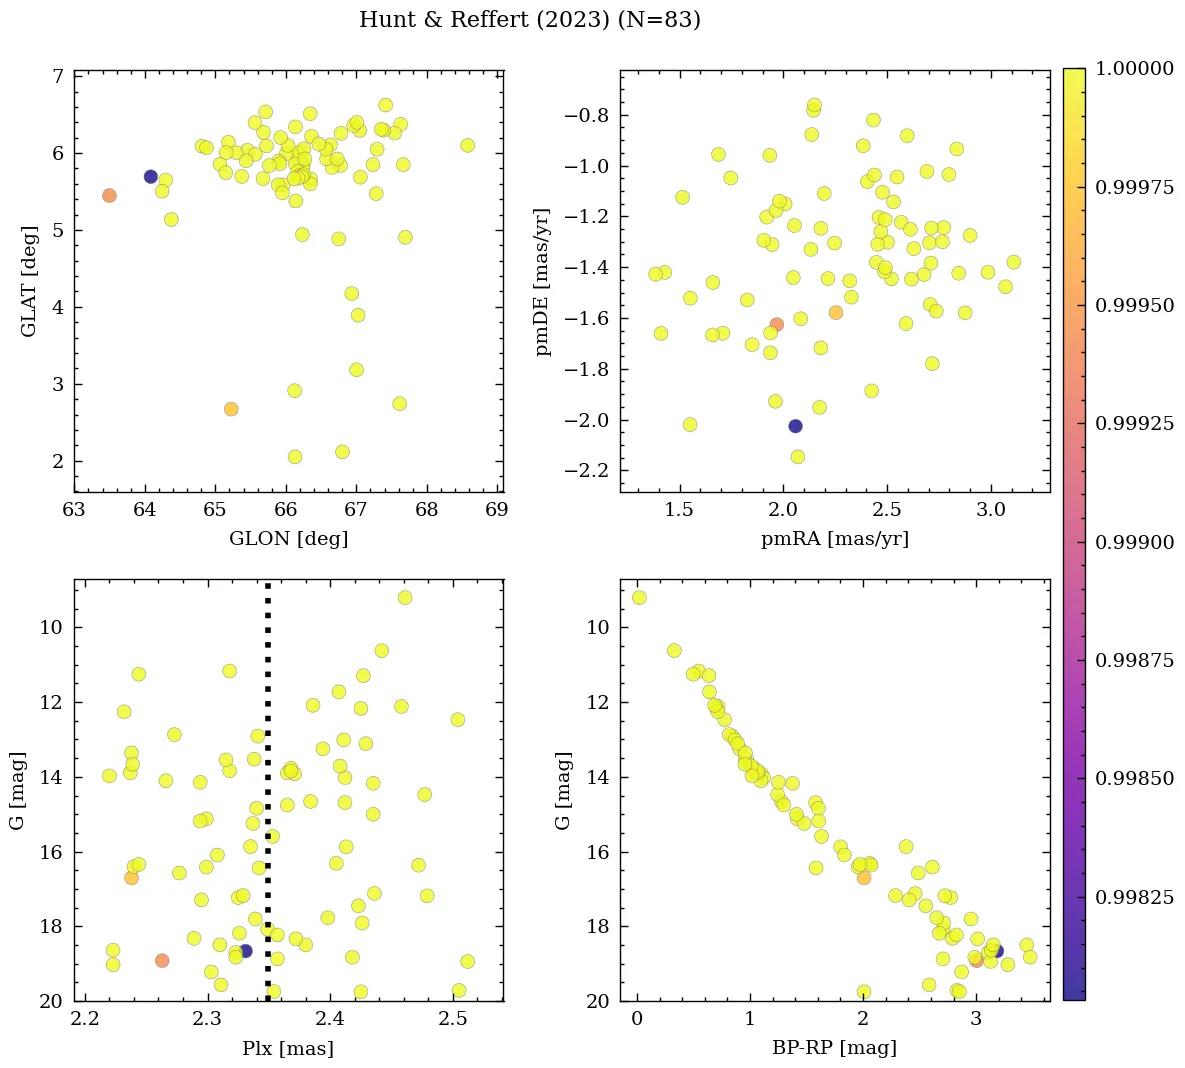 Hunt & Reffert (2023) (N=83)
7
6
5
4
3
2
GLAT [deg]
63 64 65 66 67 68 69
GLON [deg]
−0.8
−1.0
−1.2
−1.4
−1.6
−1.8
−2.0
−2.2
pmDE [mas/yr]
1.5 2.0 2.5 3.0
pmRA [mas/yr]
1.00000
0.99975
0.99950
0.99925
0.99900
0.99875
0.99850
0.99825
10
12
14
16
18
20
G [mag]
2.2 2.3 2.4 2.5
Plx [mas]
10
12
14
16
18
20
G [mag]
0 1 2 3
BP-RP [mag]